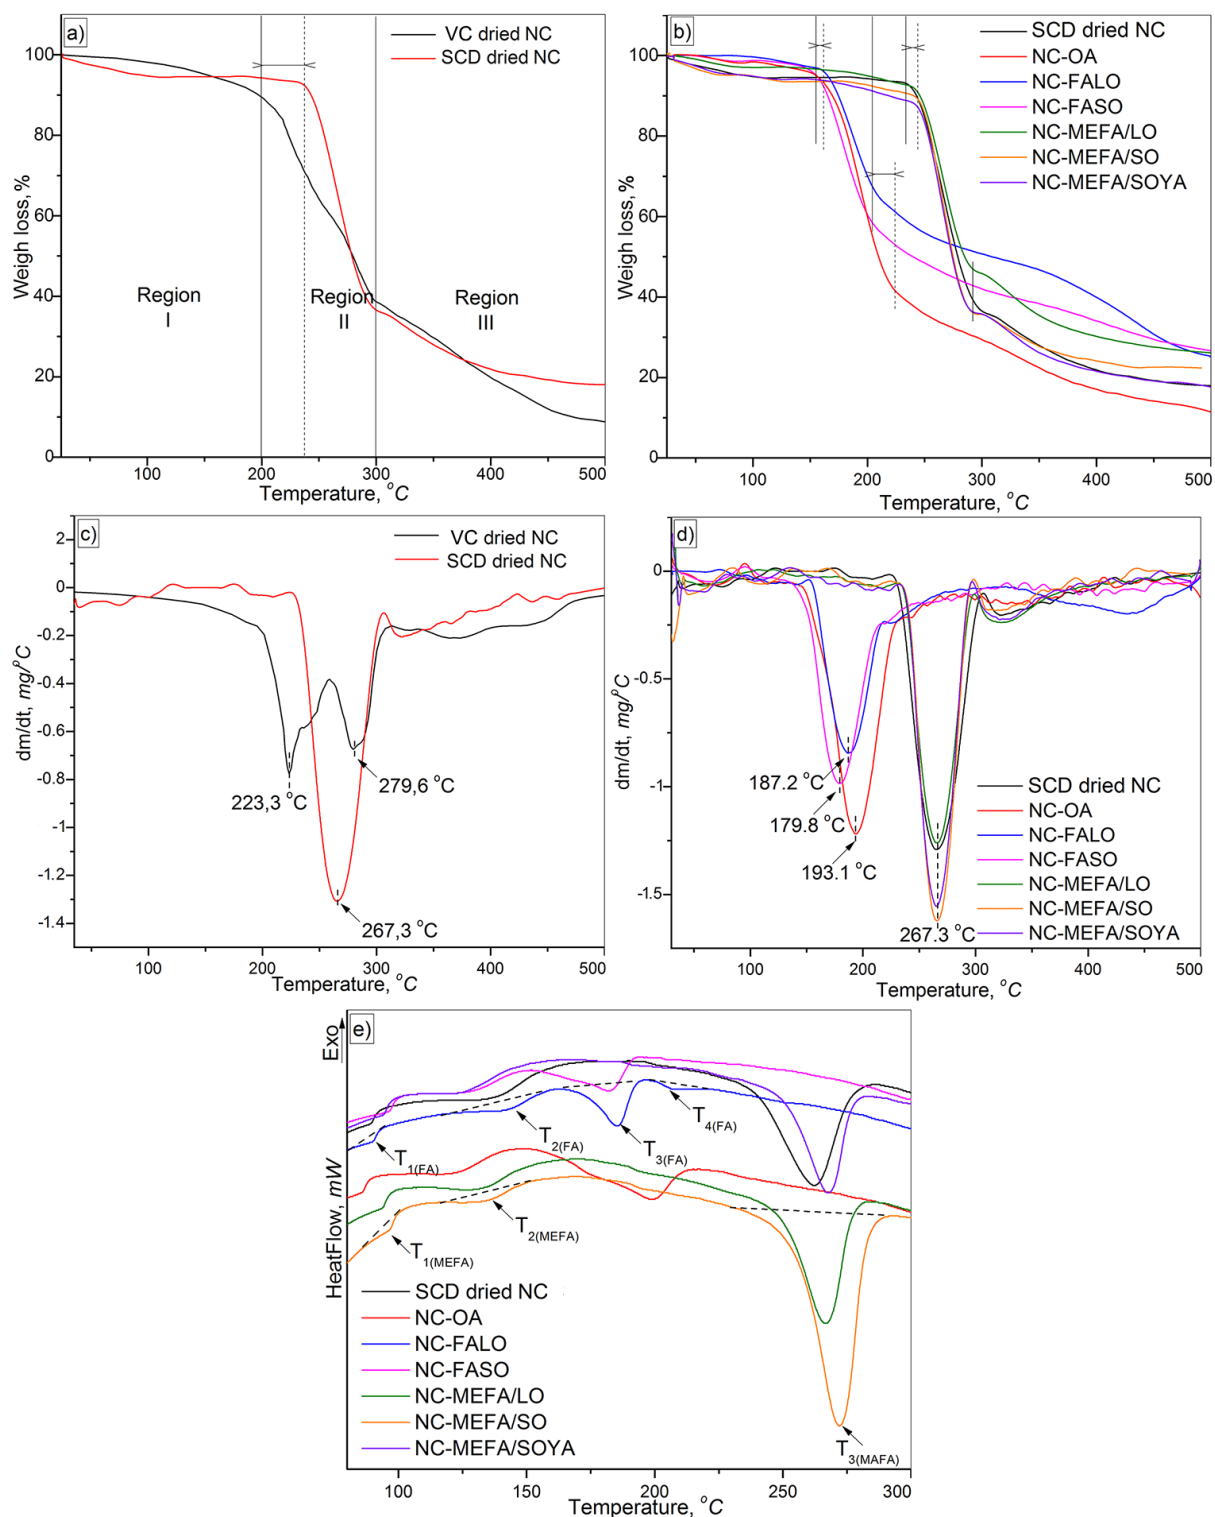 a)
VC dried NC
SCD dried NC
Weigh loss, %
100
80
60
40
20
0
Region
I
Region
II
Region
III
100
200
300
400
500
Temperature, °C
b)
SCD dried NC
NC-OA
NC-FALO
NC-FASO
NC-MEFA/LO
NC-MEFA/SO
NC-MEFA/SOYA
Weigh loss, %
100
80
60
40
20
0
100
200
300
400
500
Temperature, °C
c)
VC dried NC
SCD dried NC
dm/dt, mg/°C
2
0
-0.2
-0.4
-0.6
-0.8
-1
-1.2
-1.4
223,3 °C
279,6 °C
267,3 °C
100
200
300
400
500
Temperature, °C
d)
dm/dt, mg/°C
0
-0.5
-1
-1.5
187.2 °C
179.8 °C
193.1 °C
267.3 °C
SCD dried NC
NC-OA
NC-FALO
NC-FASO
NC-MEFA/LO
NC-MEFA/SO
NC-MEFA/SOYA
100
200
300
400
500
Temperature, °C
e)
Exo
HeatFlow, mW
T1(FA)
T2(FA)
T3(FA)
T4(FA)
T1(MEFA)
T2(MEFA)
T3(MAFA)
SCD dried NC
NC-OA
NC-FALO
NC-FASO
NC-MEFA/LO
NC-MEFA/SO
NC-MEFA/SOYA
100
150
200
250
300
Temperature, °C